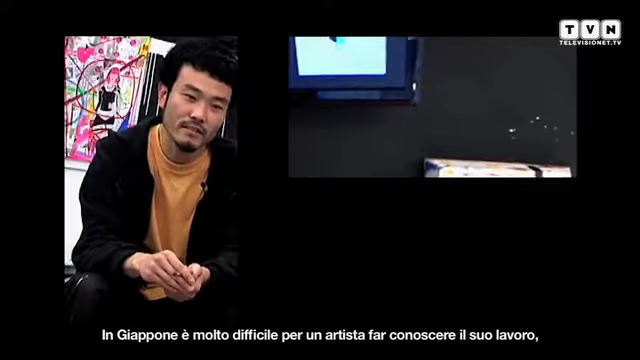 TVN
TELEVISIONET.TV
In Giappone è molto difficile per un artista far conoscere il suo lavoro,